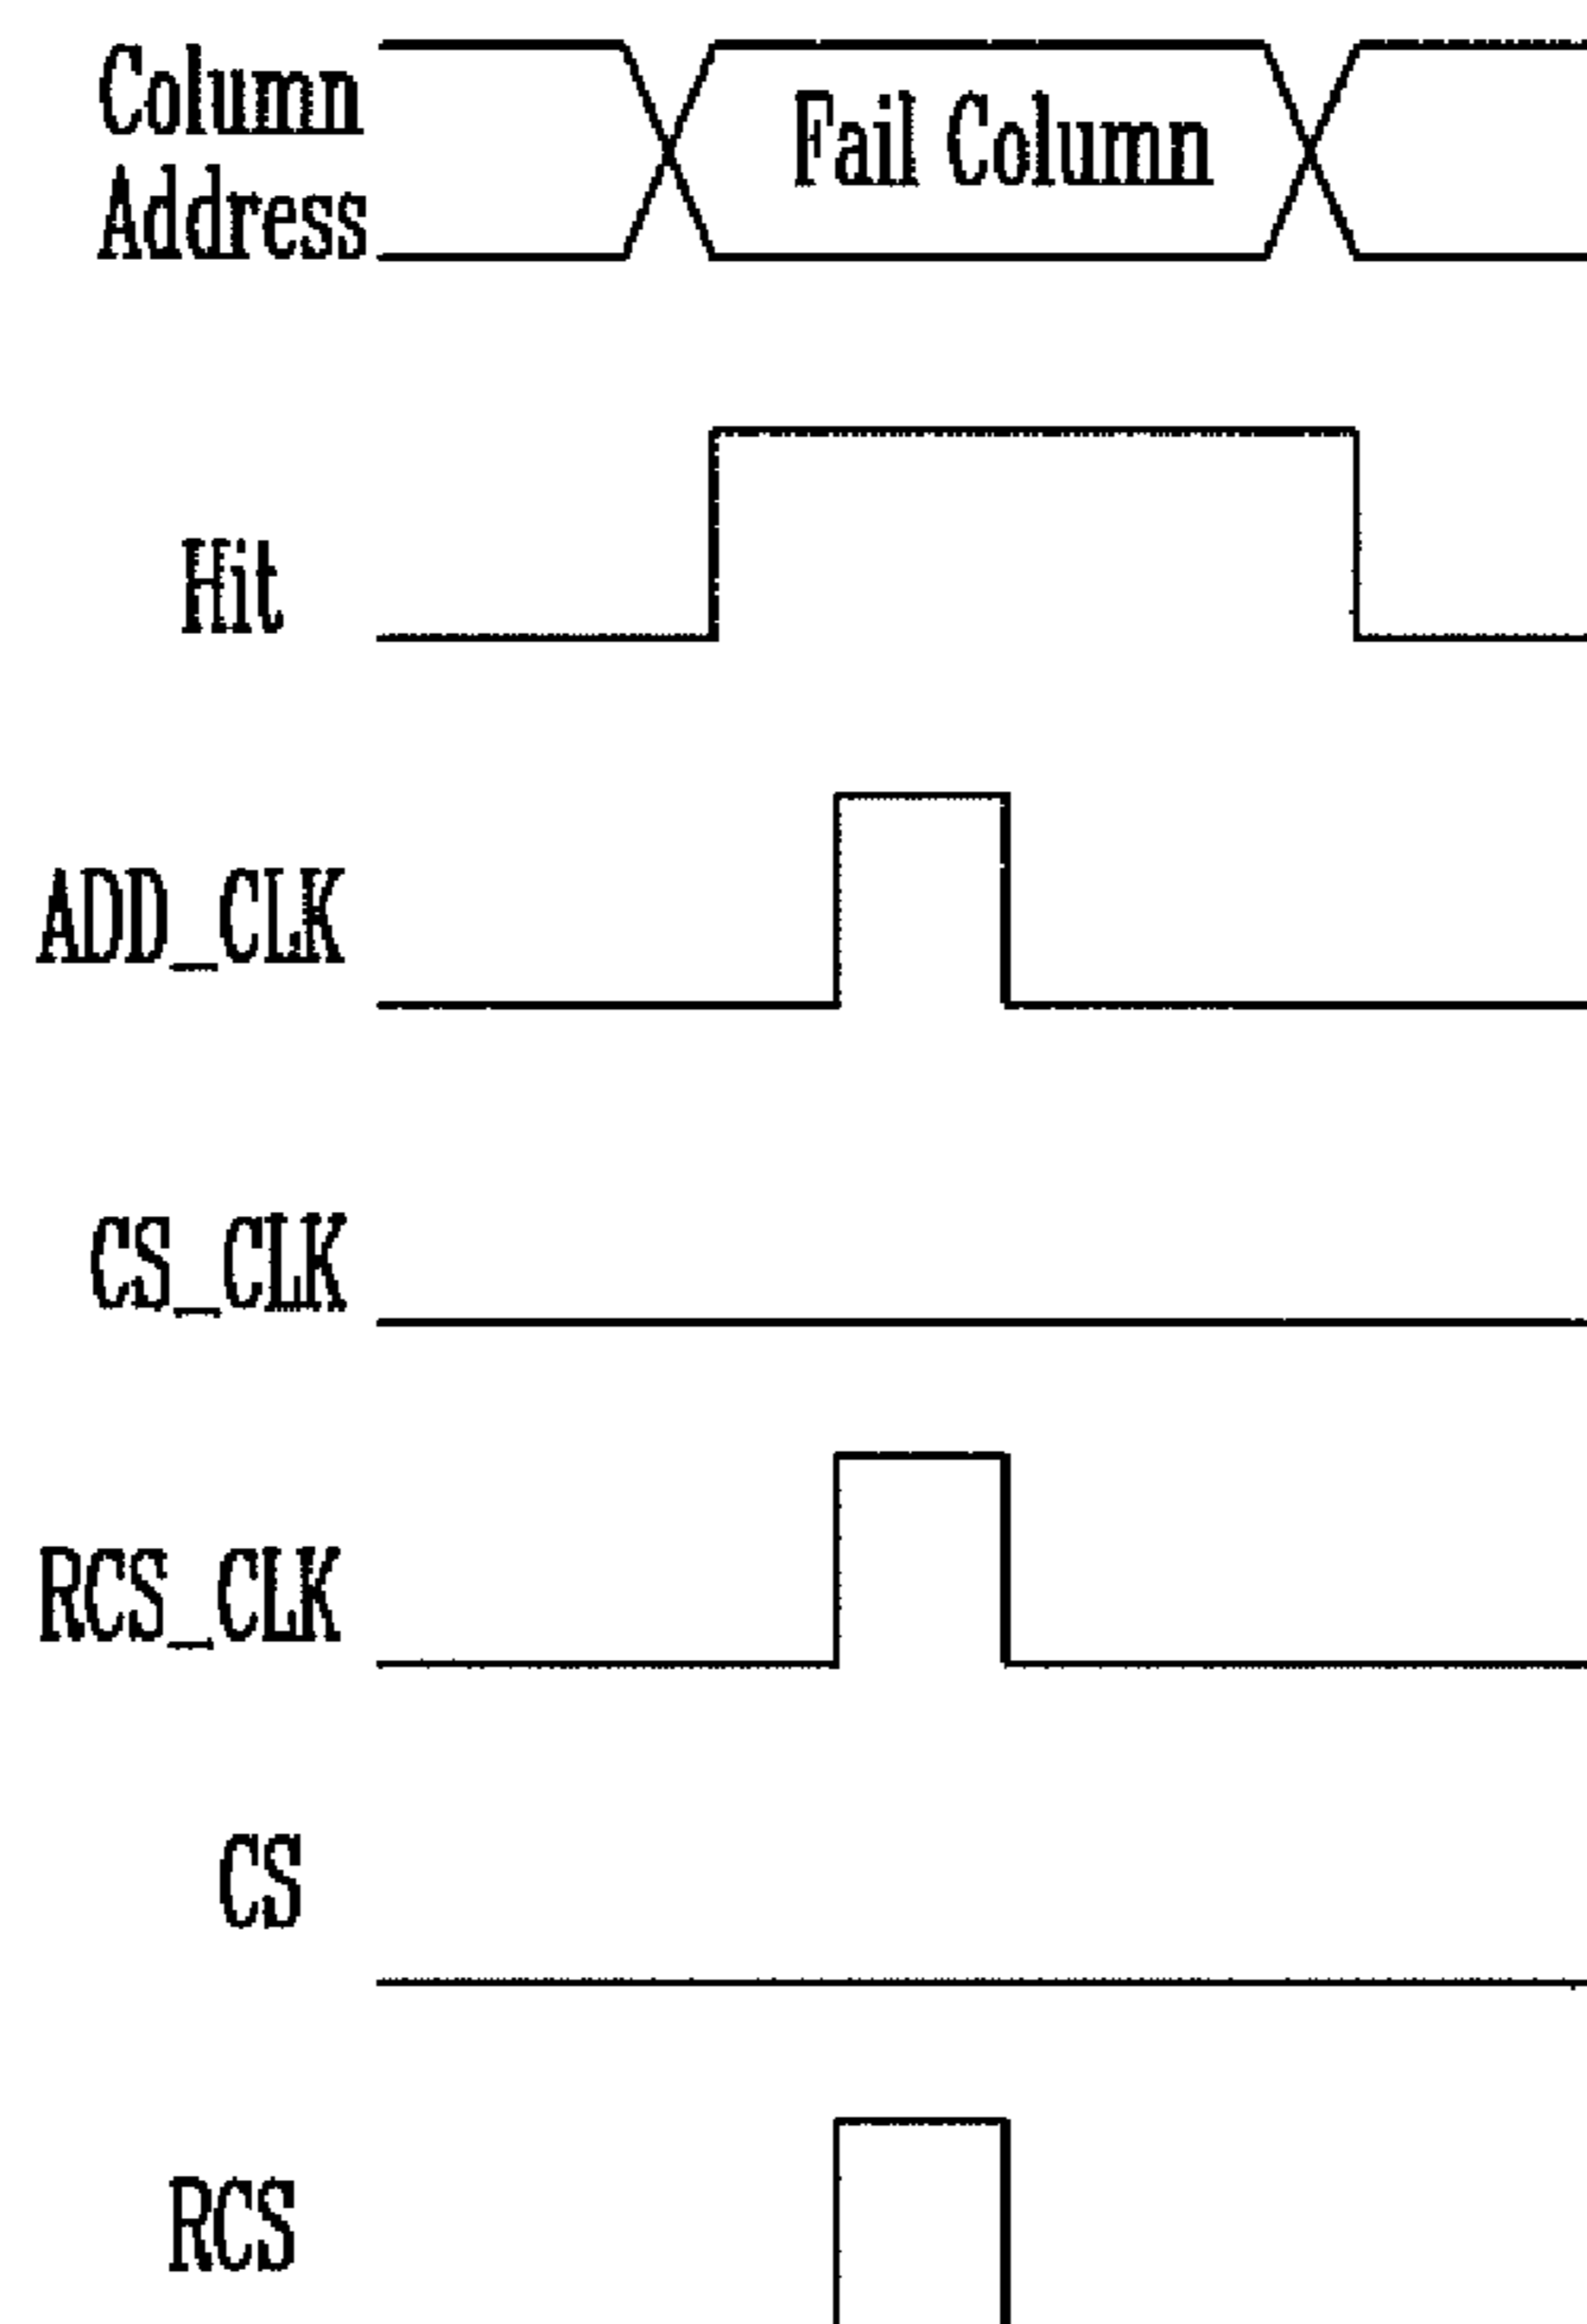 Column
Address
Fail Column
Hit
ADD_CLK
CS_CLK
RCS_CLK
CS
RCS